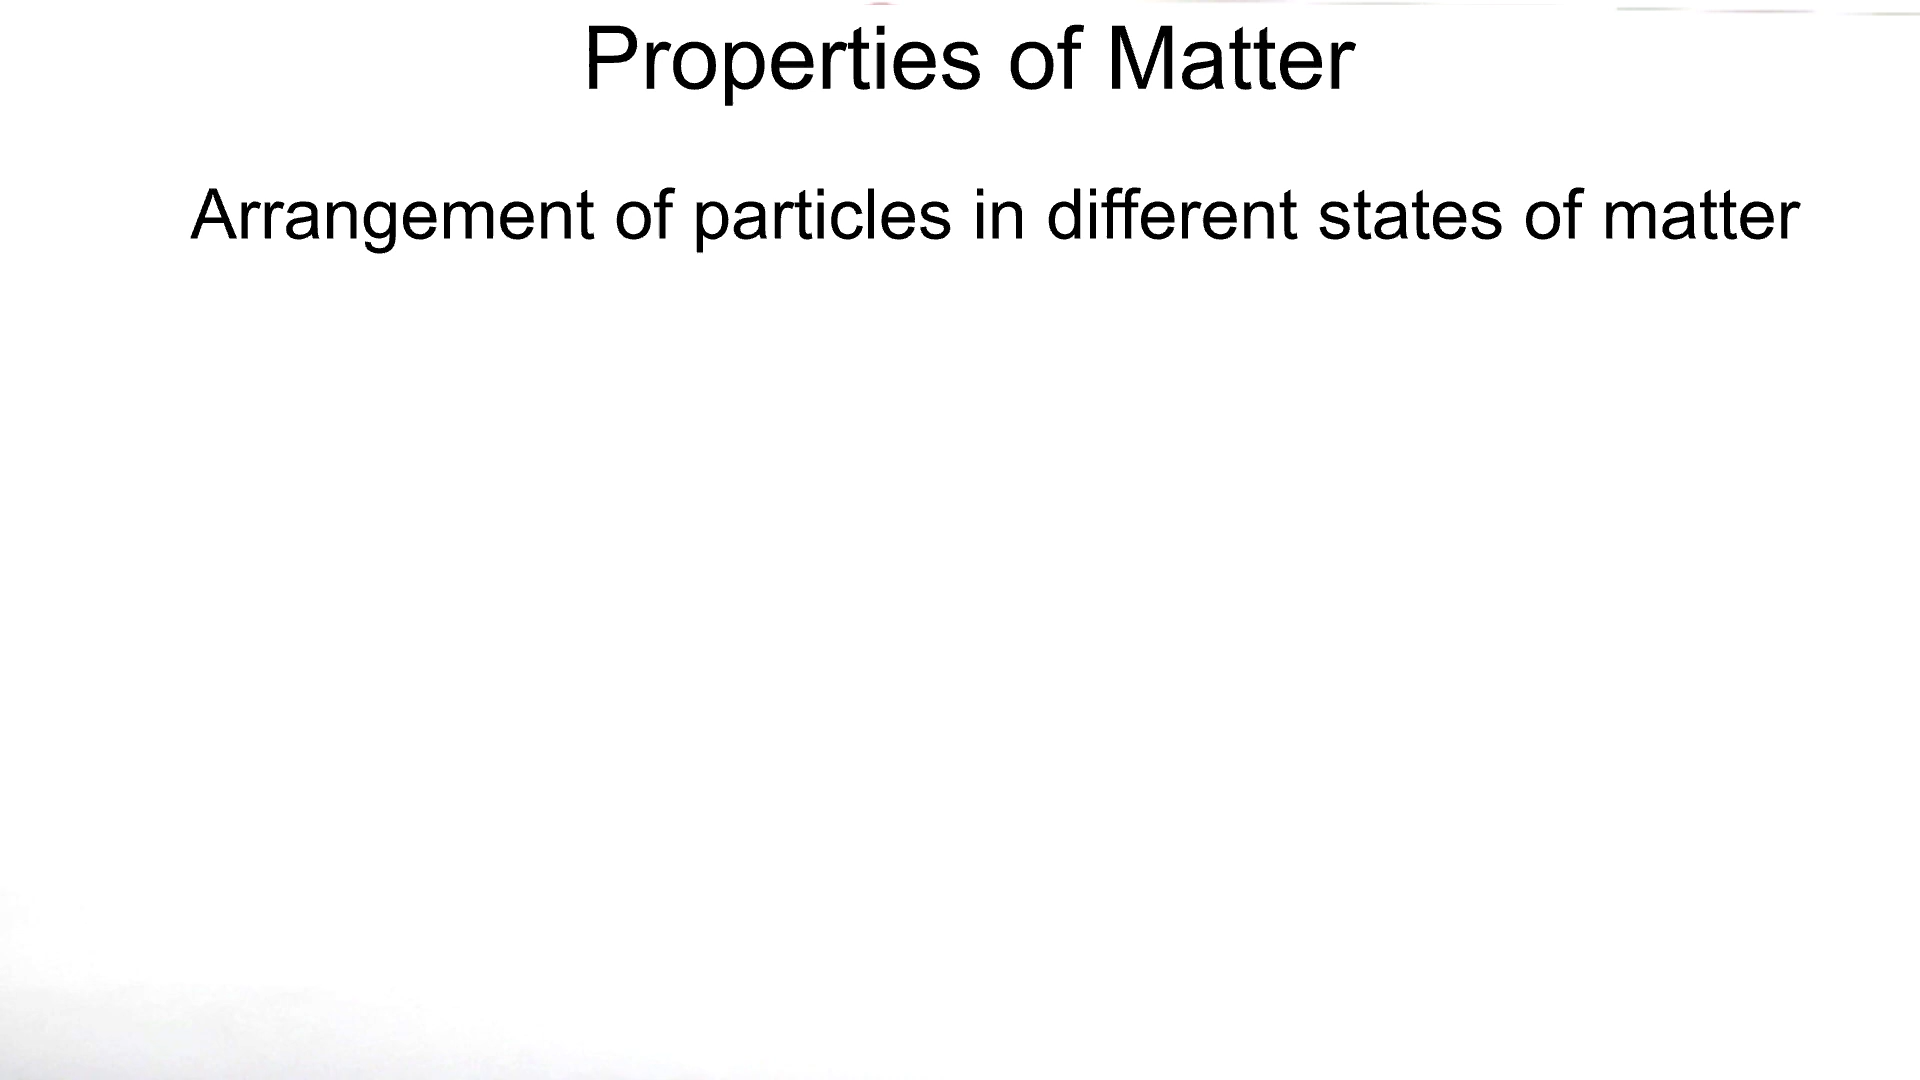 Properties of Matter
Arrangement of particles in different states of matter